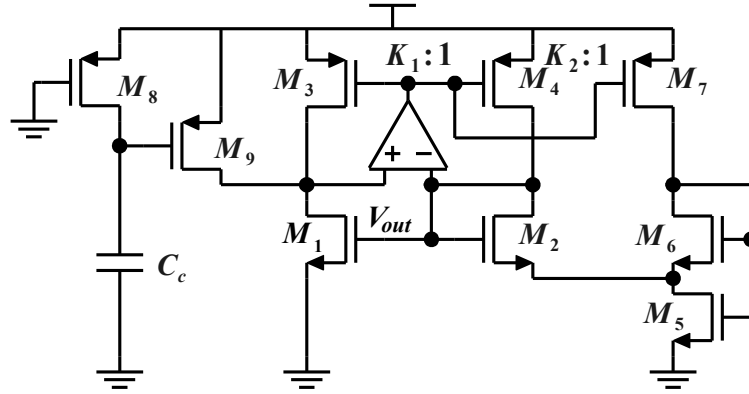 K₁:1
K₂:1
M₈
M₃
M₄
M₇
M₉
+
−
V_out
M₁
M₂
M₆
C_c
M₅